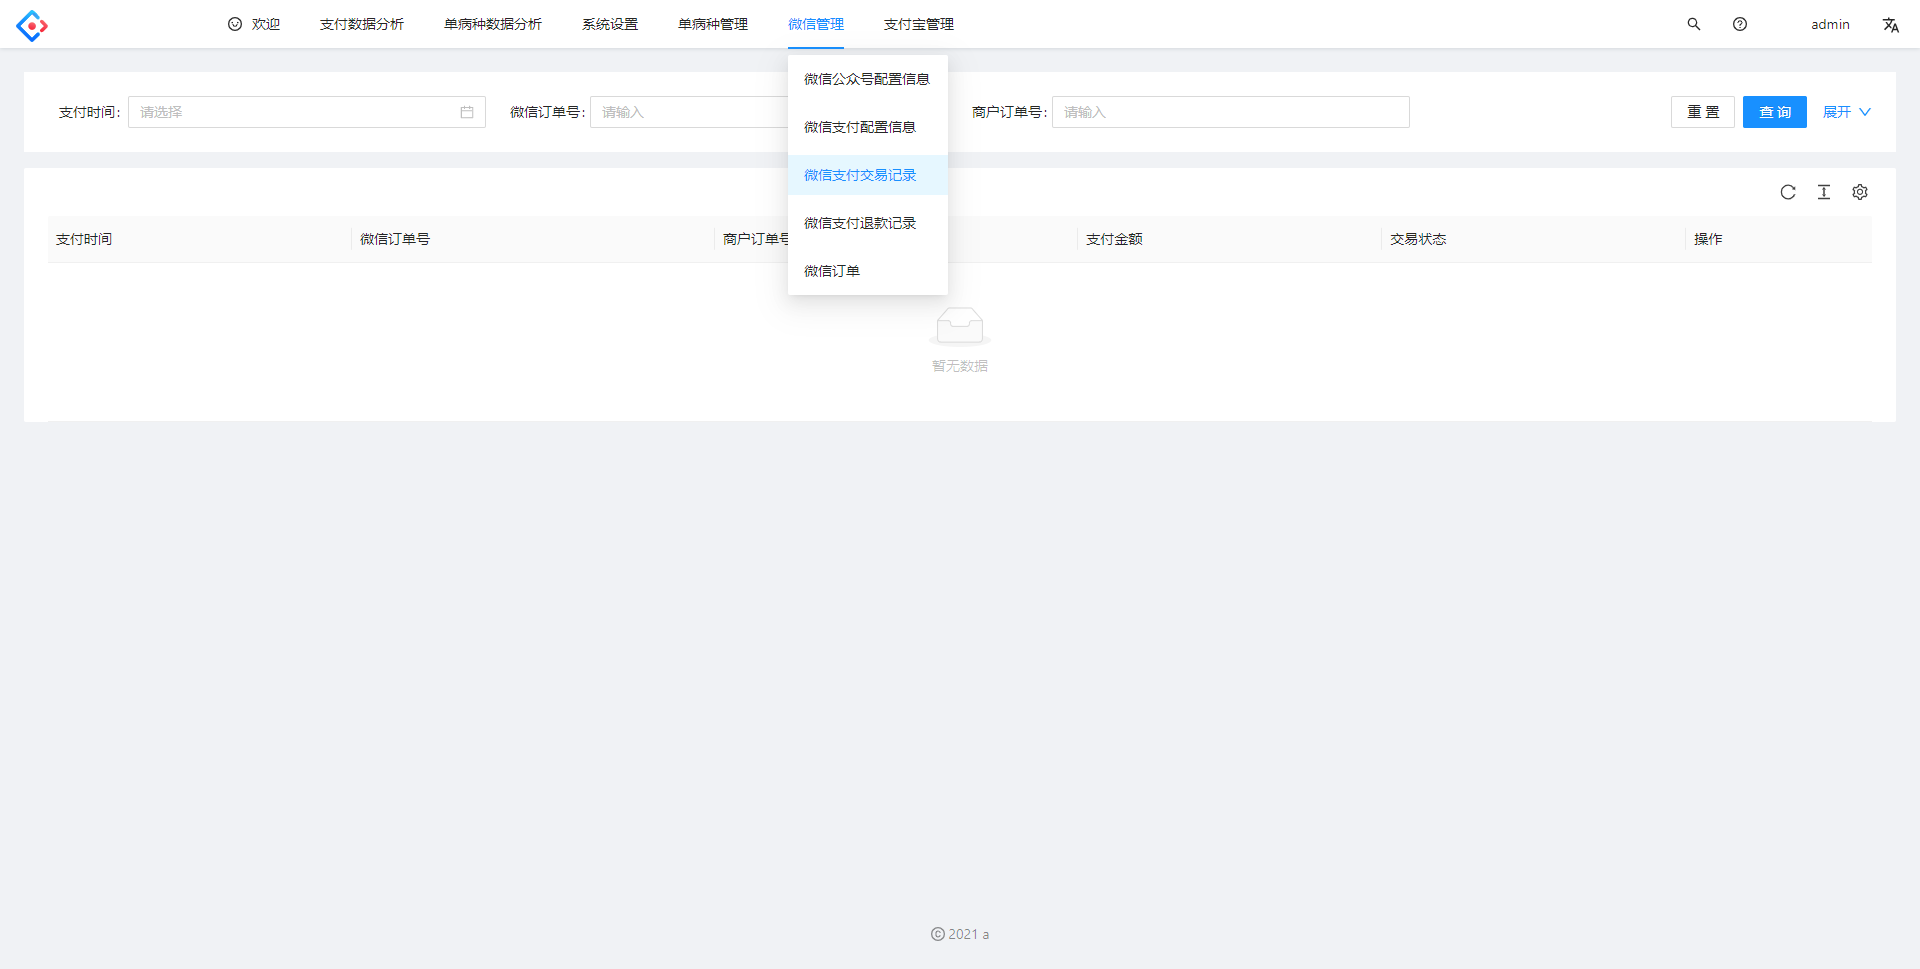 欢迎 支付数据分析 单病种数据分析 系统设置 单病种管理 微信管理 支付宝管理 admin
微信公众号配置信息
支付时间: 请选择 微信订单号: 请输入 商户订单号: 请输入 重 置 查 询 展开
微信支付配置信息
微信支付交易记录
微信支付退款记录
支付时间 微信订单号 商户订单号 支付金额 交易状态 操作
微信订单
暂无数据
© 2021 a